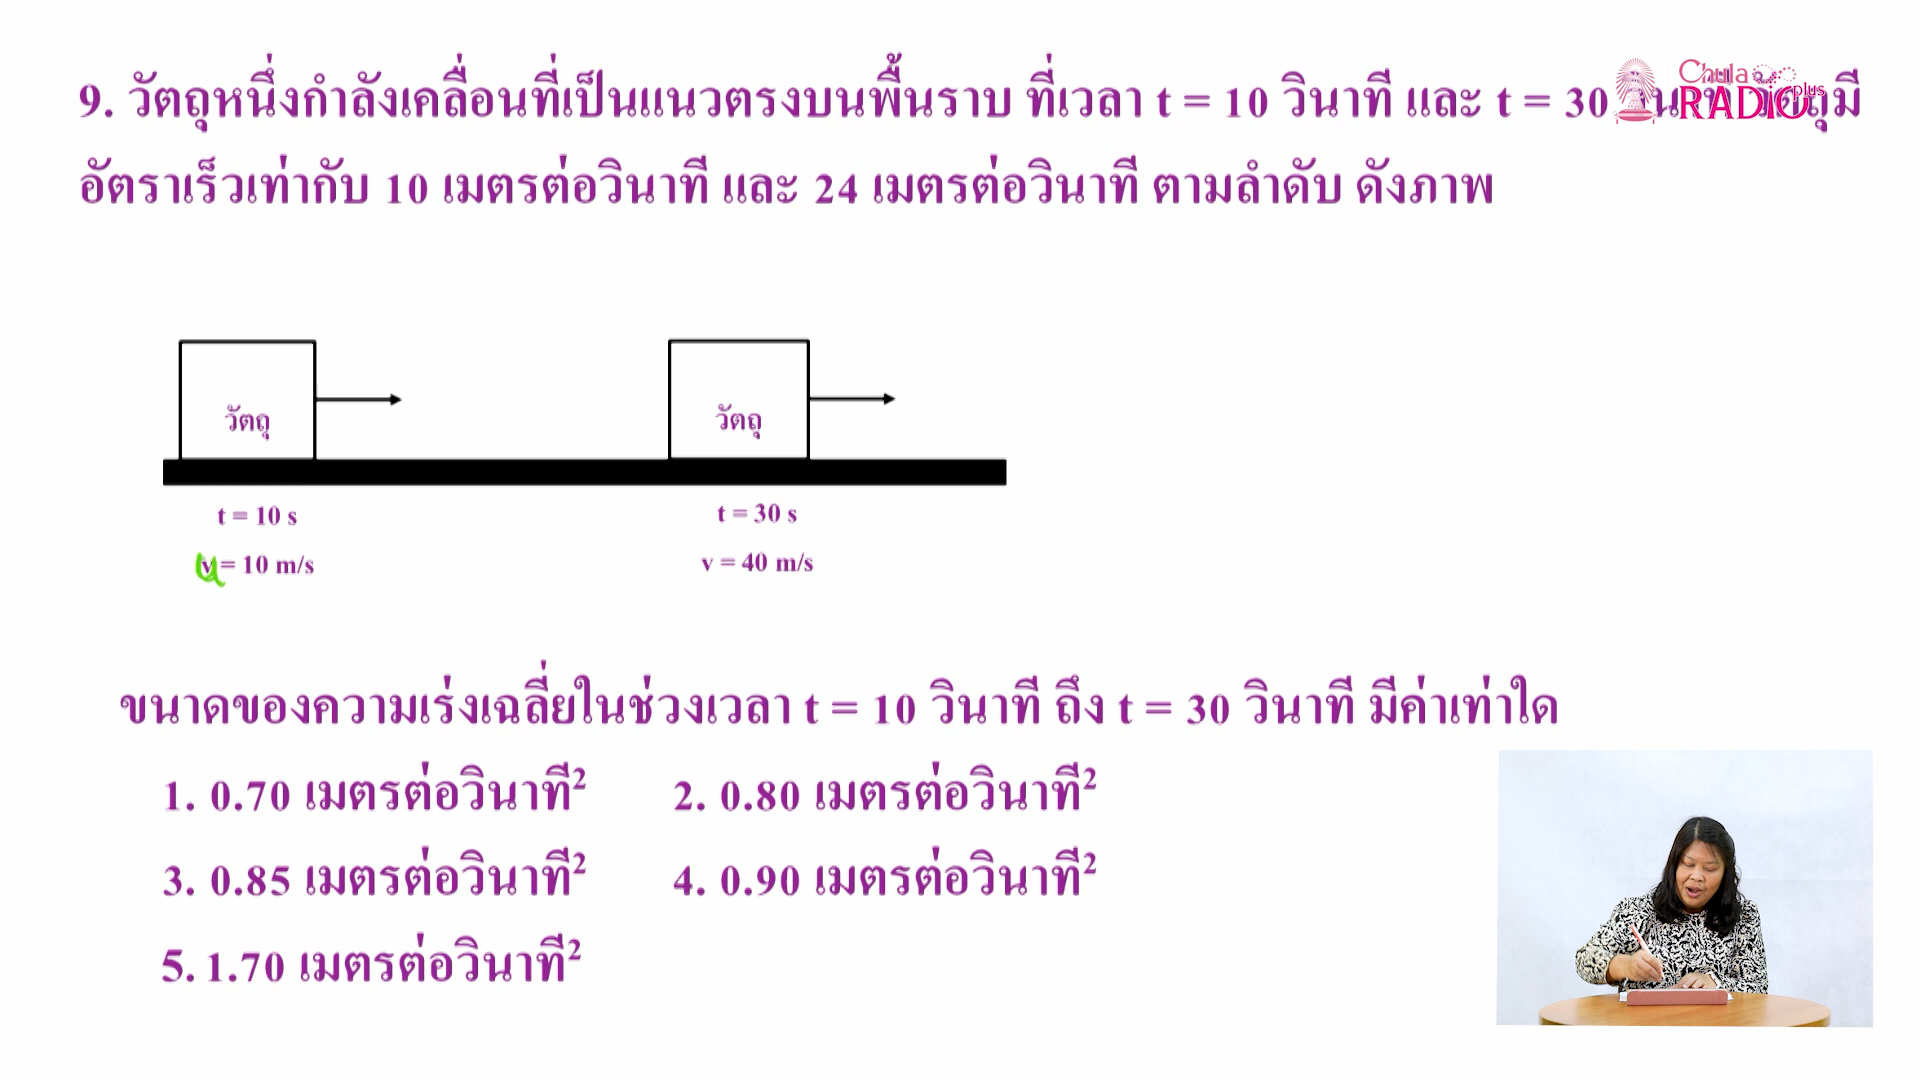 9. วัตถุหนึ่งกำลังเคลื่อนที่เป็นแนวตรงบนพื้นราบ ที่เวลา t = 10 วินาที และ t = 30 มี
Chula
RADIO plus
อัตราเร็วเท่ากับ 10 เมตรต่อวินาที และ 24 เมตรต่อวินาที ตามลำดับ ดังภาพ
วัตถุ วัตถุ
t = 10 s t = 30 s
u = 10 m/s v = 40 m/s
ขนาดของความเร่งเฉลี่ยในช่วงเวลา t = 10 วินาที ถึง t = 30 วินาที มีค่าเท่าใด
1. 0.70 เมตรต่อวินาที² 2. 0.80 เมตรต่อวินาที²
3. 0.85 เมตรต่อวินาที² 4. 0.90 เมตรต่อวินาที²
5. 1.70 เมตรต่อวินาที²